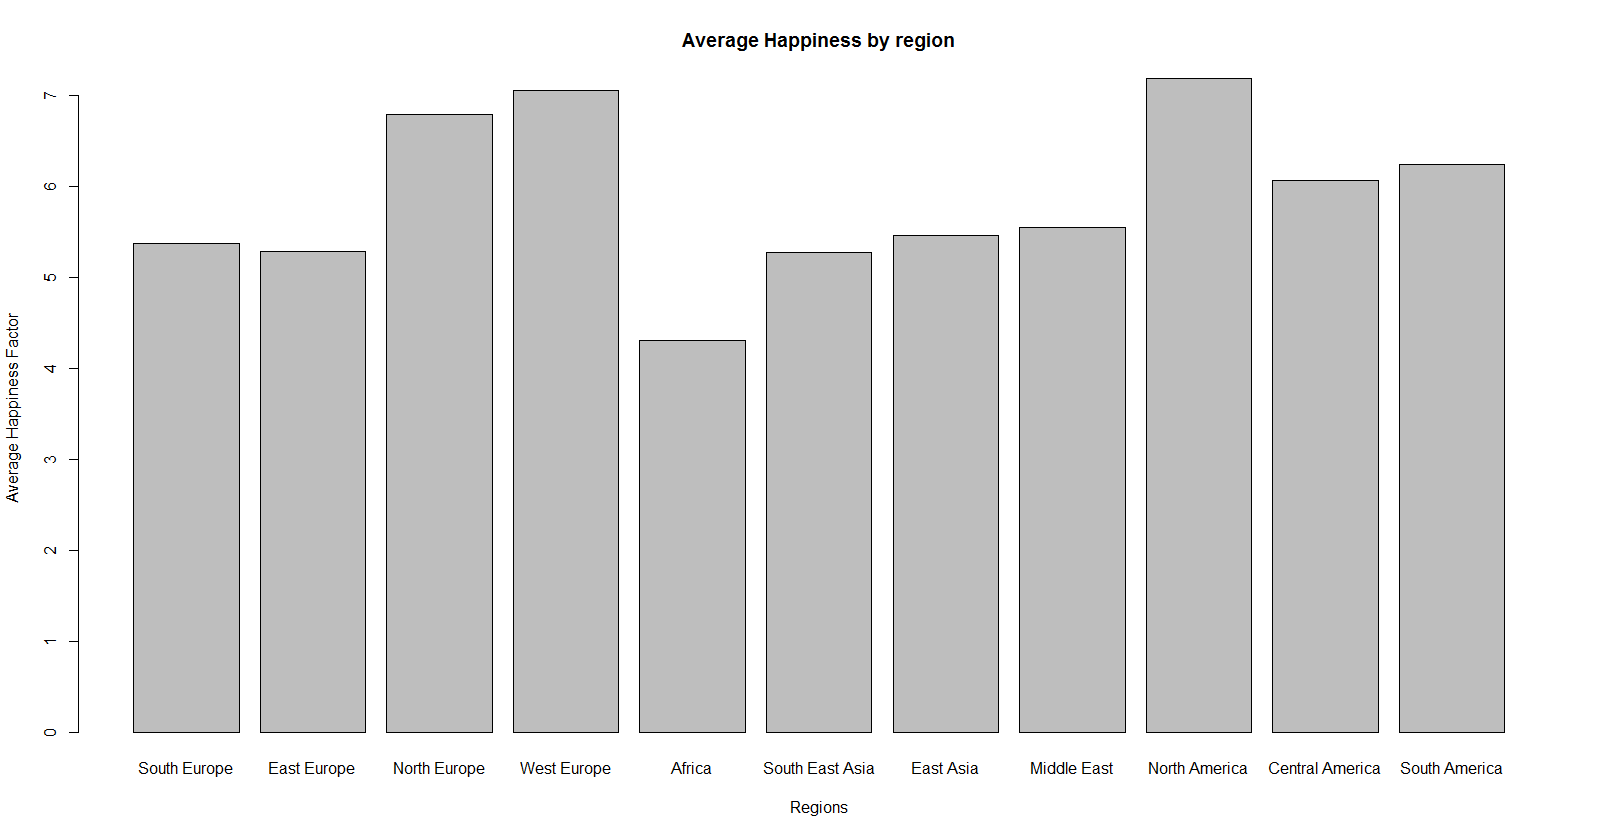 Average Happiness by region
Average Happiness Factor
7
6
5
4
3
2
1
0
South Europe East Europe North Europe West Europe Africa South East Asia East Asia Middle East North America Central America South America
Regions